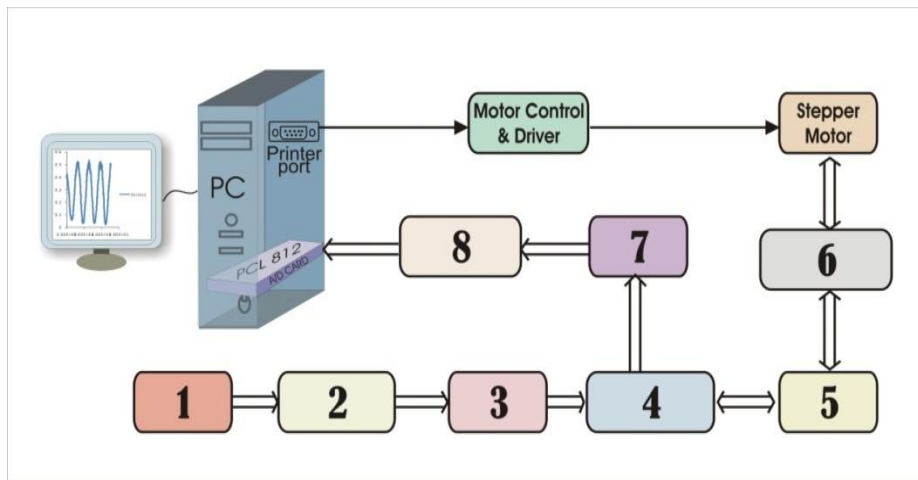 Motor Control
& Driver
Stepper
Motor
Printer
port
PC
PCL 812
A/D CARD
8
7
6
1
2
3
4
5